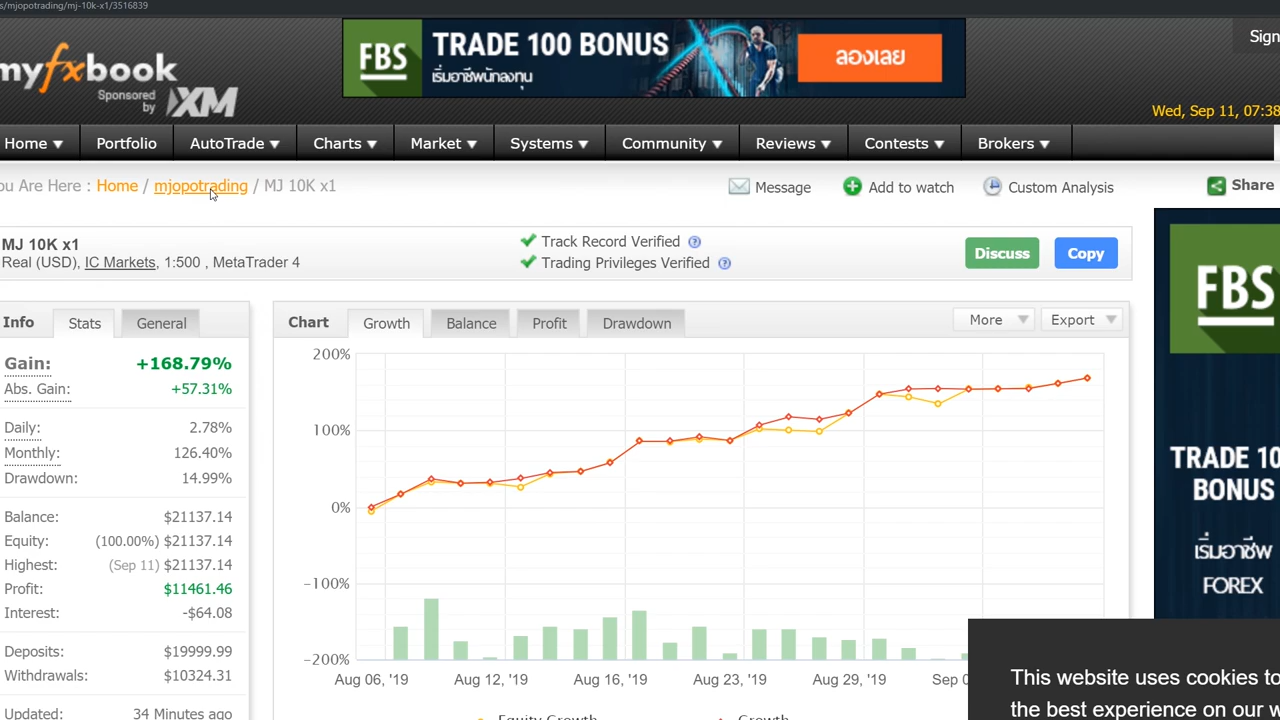 s/mjopotrading/mj-10k-x1/3516839
FBS TRADE 100 BONUS
เริ่มอาชีพนักลงทุน
ลองเลย
Sign
myfxbook
Sponsored by XM
Wed, Sep 11, 07:38
Home ▼ Portfolio AutoTrade ▼ Charts ▼ Market ▼ Systems ▼ Community ▼ Reviews ▼ Contests ▼ Brokers ▼
ou Are Here : Home / mjopotrading / MJ 10K x1
Message Add to watch Custom Analysis Share
MJ 10K x1
Real (USD), IC Markets, 1:500 , MetaTrader 4
Track Record Verified ?
Trading Privileges Verified ?
Discuss Copy
Info Stats General
Gain: +168.79%
Abs. Gain: +57.31%
Daily: 2.78%
Monthly: 126.40%
Drawdown: 14.99%
Balance: $21137.14
Equity: (100.00%) $21137.14
Highest: (Sep 11) $21137.14
Profit: $11461.46
Interest: -$64.08
Deposits: $19999.99
Withdrawals: $10324.31
Updated: 34 Minutes ago
Chart Growth Balance Profit Drawdown More ▼ Export ▼
200%
100%
0%
-100%
-200%
Aug 06, '19 Aug 12, '19 Aug 16, '19 Aug 23, '19 Aug 29, '19 Sep 0
Equity Growth Growth
FBS
TRADE 10
BONUS
เริ่มอาชีพ
FOREX
This website uses cookies to
the best experience on our w